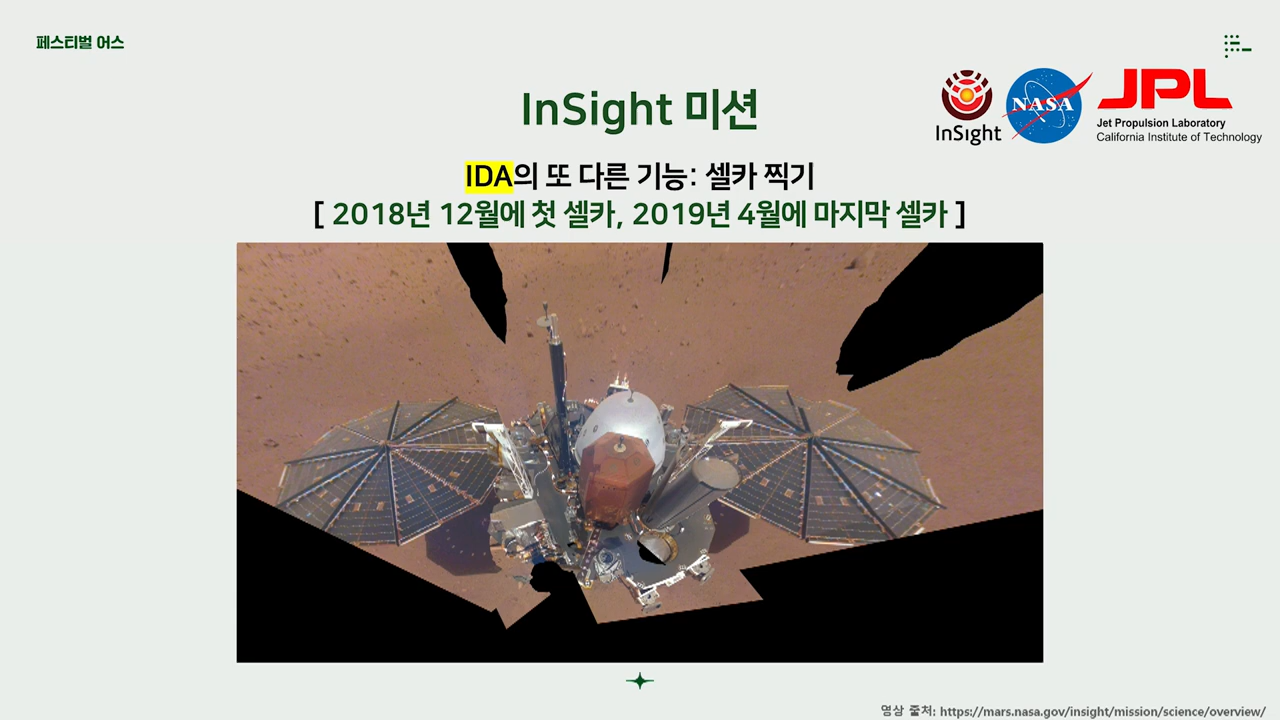 페스티벌 어스
InSight 미션
InSight
NASA
JPL
Jet Propulsion Laboratory
California Institute of Technology
IDA의 또 다른 기능: 셀카 찍기
[ 2018년 12월에 첫 셀카, 2019년 4월에 마지막 셀카 ]
영상 출처: https://mars.nasa.gov/insight/mission/science/overview/